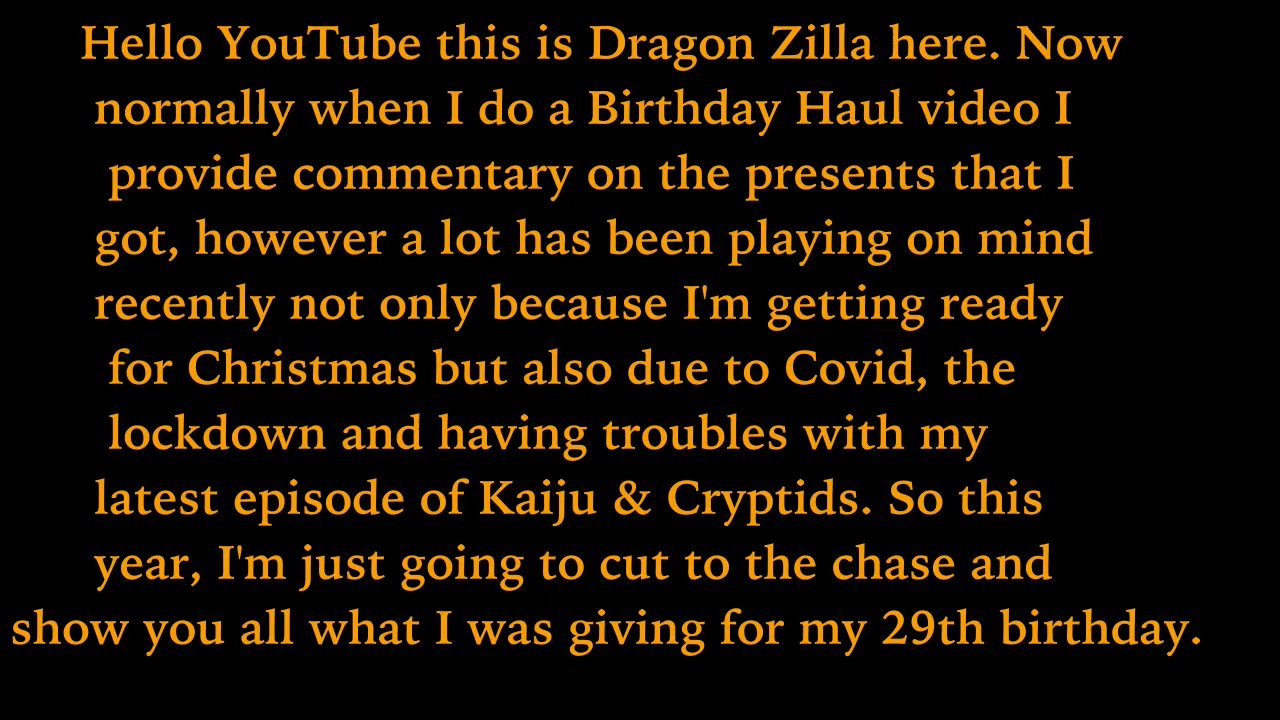 Hello YouTube this is Dragon Zilla here. Now
normally when I do a Birthday Haul video I
provide commentary on the presents that I
got, however a lot has been playing on mind
recently not only because I'm getting ready
for Christmas but also due to Covid, the
lockdown and having troubles with my
latest episode of Kaiju & Cryptids. So this
year, I'm just going to cut to the chase and
show you all what I was giving for my 29th birthday.